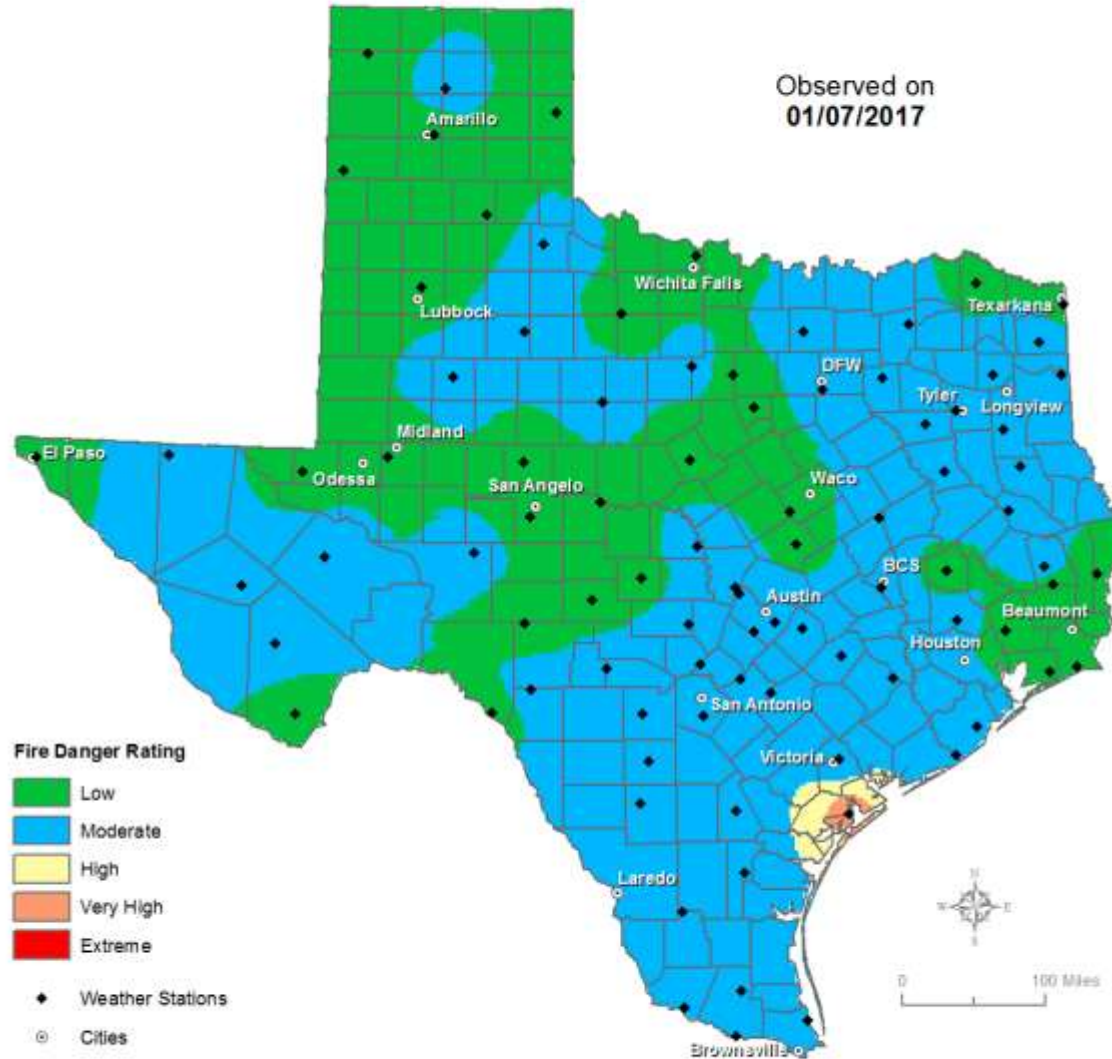 Observed on
01/07/2017
Amarillo
Wichita Falls
Lubbock
Texarkana
DFW
Tyler
Longview
Midland
El Paso
Odessa
San Angelo
Waco
BCS
Austin
Beaumont
Houston
San Antonio
Victoria
Laredo
Brownsville
Fire Danger Rating
Low
Moderate
High
Very High
Extreme
Weather Stations
Cities
N
W E
S
0 100 Miles